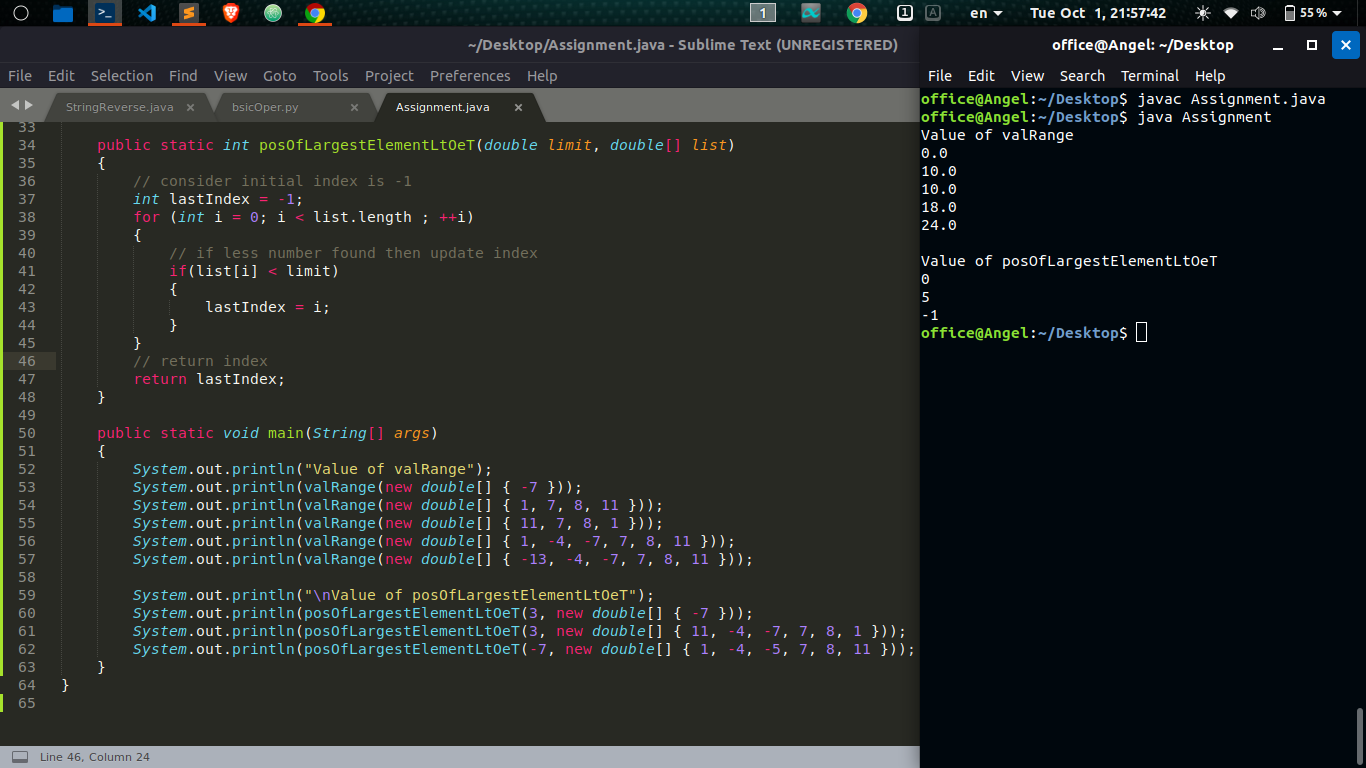 1
1
A
en
Tue Oct 1, 21:57:42
55 %
~/Desktop/Assignment.java - Sublime Text (UNREGISTERED)
File Edit Selection Find View Goto Tools Project Preferences Help
StringReverse.java × bsicOper.py × Assignment.java ×
33
34 public static int posOfLargestElementLtOeT(double limit, double[] list)
35 {
36 // consider initial index is -1
37 int lastIndex = -1;
38 for (int i = 0; i < list.length ; ++i)
39 {
40 // if less number found then update index
41 if(list[i] < limit)
42 {
43 lastIndex = i;
44 }
45 }
46 // return index
47 return lastIndex;
48 }
49
50 public static void main(String[] args)
51 {
52 System.out.println("Value of valRange");
53 System.out.println(valRange(new double[] { -7 }));
54 System.out.println(valRange(new double[] { 1, 7, 8, 11 }));
55 System.out.println(valRange(new double[] { 11, 7, 8, 1 }));
56 System.out.println(valRange(new double[] { 1, -4, -7, 7, 8, 11 }));
57 System.out.println(valRange(new double[] { -13, -4, -7, 7, 8, 11 }));
58
59 System.out.println("\nValue of posOfLargestElementLtOeT");
60 System.out.println(posOfLargestElementLtOeT(3, new double[] { -7 }));
61 System.out.println(posOfLargestElementLtOeT(3, new double[] { 11, -4, -7, 7, 8, 1 }));
62 System.out.println(posOfLargestElementLtOeT(-7, new double[] { 1, -4, -5, 7, 8, 11 }));
63 }
64 }
65
Line 46, Column 24
office@Angel: ~/Desktop
File Edit View Search Terminal Help
office@Angel:~/Desktop$ javac Assignment.java
office@Angel:~/Desktop$ java Assignment
Value of valRange
0.0
10.0
10.0
18.0
24.0
Value of posOfLargestElementLtOeT
0
5
-1
office@Angel:~/Desktop$